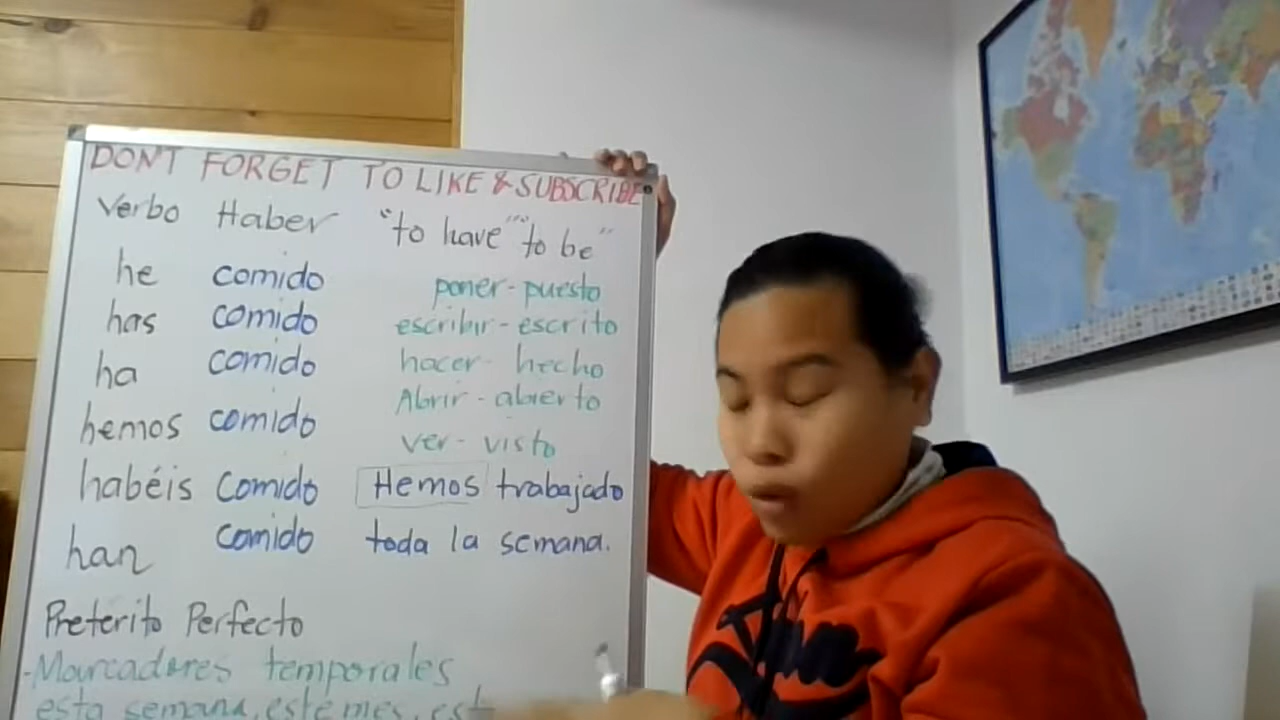 DON'T FORGET TO LIKE & SUBSCRIBE
Verbo Haber "to have" "to be"
he comido poner - puesto
has comido escribir - escrito
ha comido hacer - hecho
hemos comido Abrir - abierto
ver - visto
habéis comido Hemos trabajado
han comido toda la semana.
Preterito Perfecto
- Marcadores temporales
esta semana, este mes, est